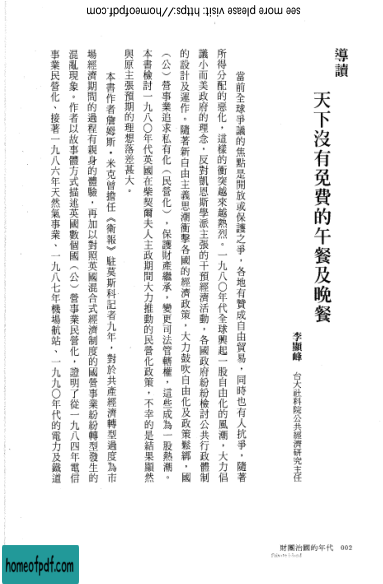 see more please visit: https://homeofpdf.com
導讀
天下沒有免費的午餐及晚餐
李顯峰 台大社科院公共經濟研究室主任
當前全球爭議的焦點是開放或保護之爭,各地有贊成自由貿易,同時也有人抗爭,隨著
所得分配的惡化,這樣的衝突越來越熱烈。一九八〇年代全球興起一股自由化的風潮,大力倡
議小而美政府的理念,反對凱恩斯學派主張的干預經濟活動,各國政府紛紛檢討公共行政體制
的設計及運作,隨著新自由主義思潮衝擊各國的經濟政策,大力鼓吹自由化及政策鬆綁,國
(公)營事業追求私有化(民營化),保護財產繼承,變更司法管轄權,這些成為一股熱潮。
本書檢討一九八〇年代英國在柴契爾夫人主政期間大力推動的民營化政策,不幸的是結果顯然
與原主張預期的理想落差甚大。
本書作者詹姆斯.米克曾擔任《衛報》駐莫斯科記者九年,對於共產經濟轉型過度為市
場經濟期間的過程有親身的體驗,再加以對照英國混合式經濟制度的國營事業紛紛轉型發生的
混亂現象。作者以故事體方式描述英國數個國(公)營事業民營化,證明了從一九八四年電信
事業民營化,接著一九八六年天然氣事業、一九八七年機場航站、一九九〇年代的電力及鐵道
財團治國的年代 002
homeofpdf.com
homeofpdf.com